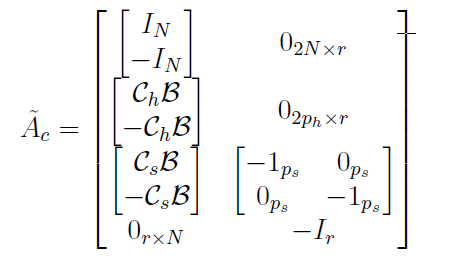 I_N 0_{2N×r}
−I_N
C_h B 0_{2p_h×r}
Ã_c = −C_h B
C_s B −1_{p_s} 0_{p_s}
−C_s B 0_{p_s} −1_{p_s}
0_{r×N} −I_r